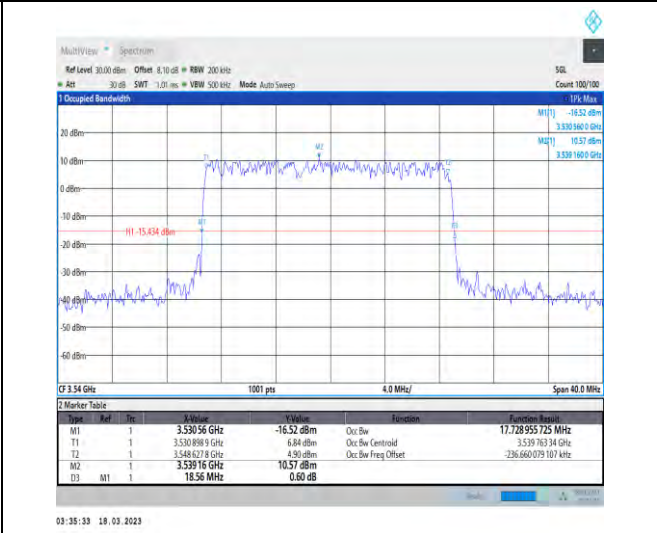 MultiView Spectrum
Ref Level 30.00 dBm Offset 8.10 dB RBW 200 kHz SGL
Att 30 dB SWT 1.01 ms VBW 500 kHz Mode Auto Sweep Count 100/100
1 Occupied Bandwidth 1Pk Max
M1[1] -16.52 dBm
3.530 560 0 GHz
M2[1] 10.57 dBm
3.539 160 0 GHz
20 dBm
M2
T1
10 dBm
0 dBm
-10 dBm
M1
H1 -15.434 dBm
-20 dBm
-30 dBm
-40 dBm
-50 dBm
-60 dBm
CF 3.54 GHz 1001 pts 4.0 MHz/ Span 40.0 MHz
2 Marker Table
Type Ref Trc X-Value Y-Value Function Function Result
M1 1 3.530 56 GHz -16.52 dBm Occ Bw 17.728 955 725 MHz
T1 1 3.530 898 9 GHz 6.84 dBm Occ Bw Centroid 3.539 763 34 GHz
T2 1 3.548 627 8 GHz 4.90 dBm Occ Bw Freq Offset -236.660 079 107 kHz
M2 1 3.539 16 GHz 10.57 dBm
D3 M1 1 18.56 MHz 0.60 dB
03:35:33 18.03.2023